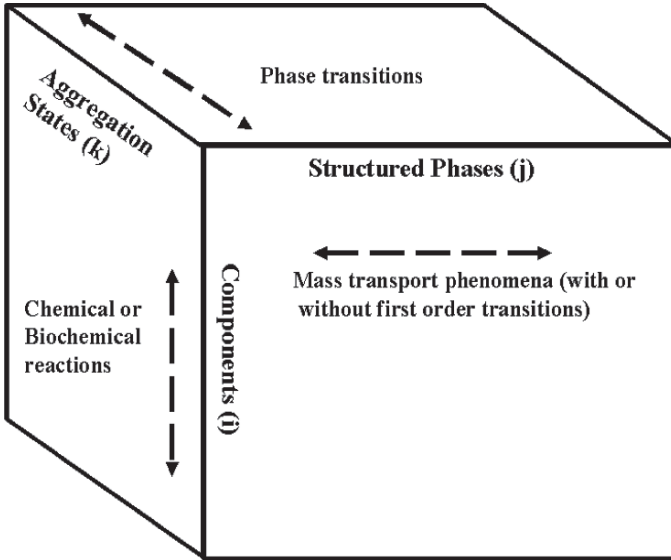 Phase transitions
Aggregation
States (k)
Structured Phases (j)
Components (i)
Mass transport phenomena (with or
without first order transitions)
Chemical or
Biochemical
reactions